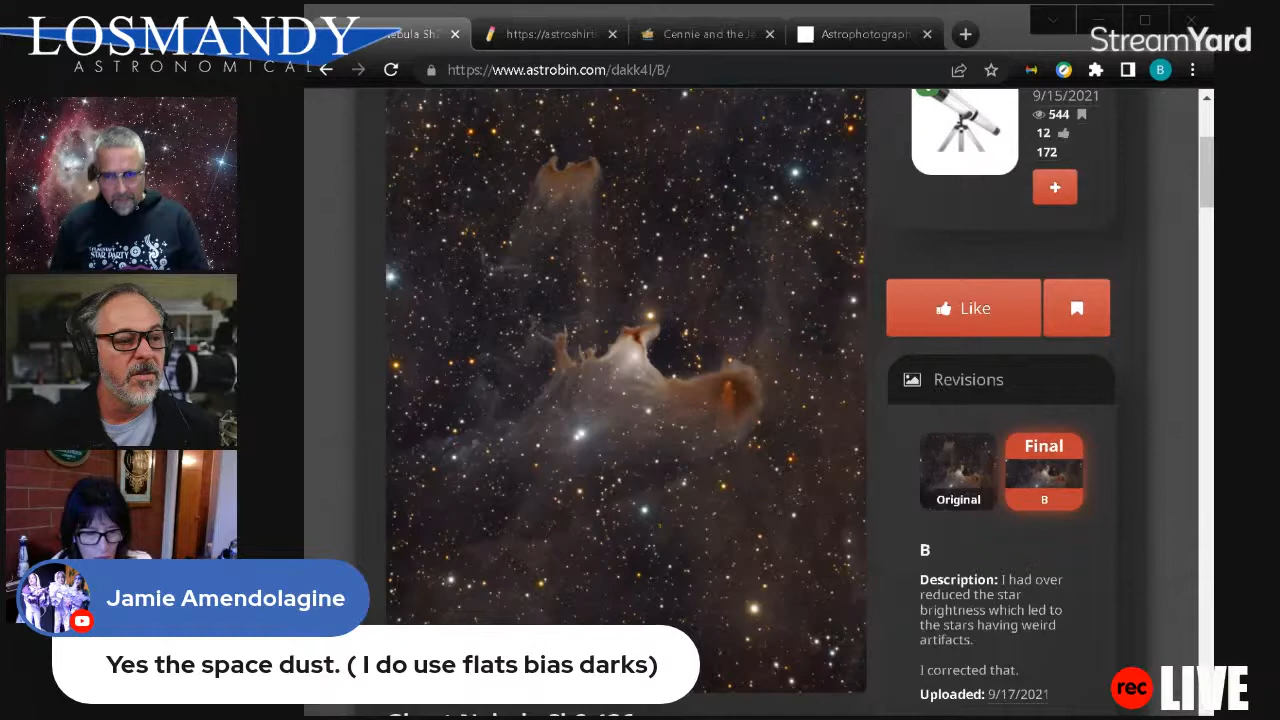 LOSMANDY
ASTRONOMICAL
StreamYard
https://astroshirt
Cennie and the
Astrophotograph
B
https://www.astrobin.com/dakk4l/B/
9/15/2021
544
12
172
+
Like
Revisions
Original
Final
B
B
Description: I had over
reduced the star
brightness which led to
the stars having weird
artifacts.
I corrected that.
Uploaded: 9/17/2021
STAR PARTY
Jamie Amendolagine
Yes the space dust. ( I do use flats bias darks)
rec LIVE